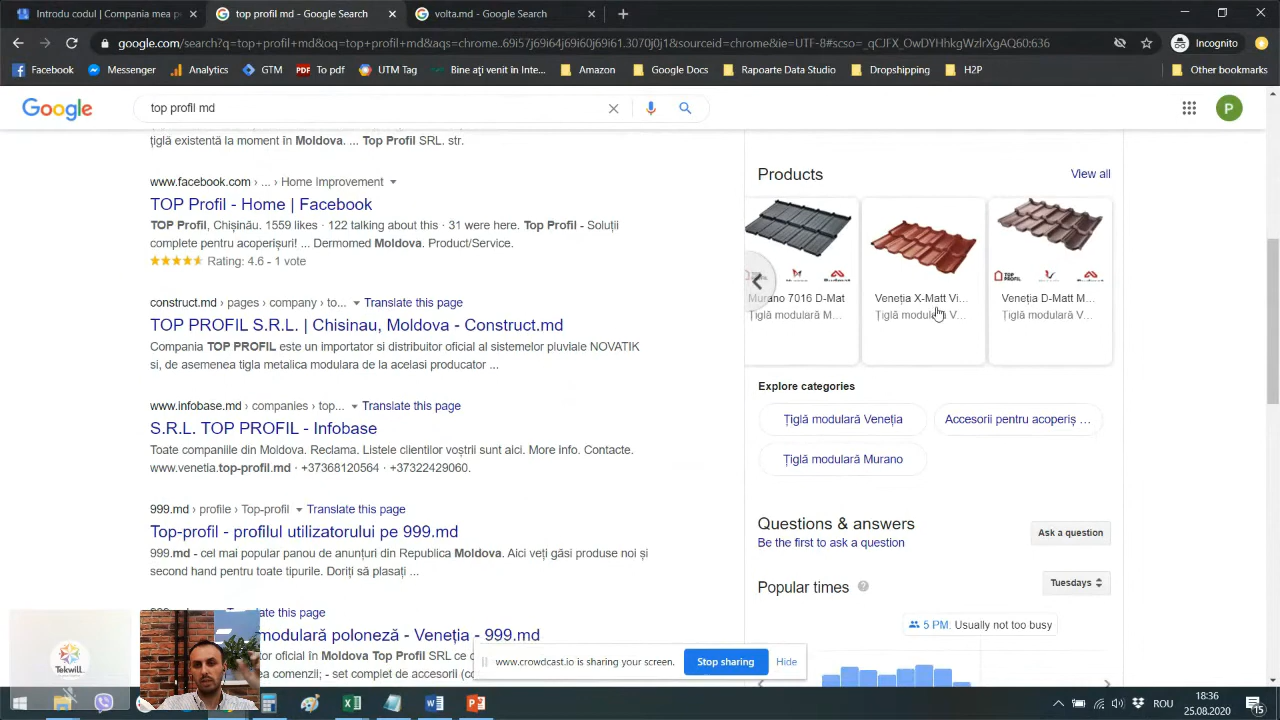 Introdu codul | Compania mea p
top profil md - Google Search
volta.md - Google Search
google.com/search?q=top+profil+md&oq=top+profil+md&aqs=chrome..69i57j69i64j69i60j69i61.3070j0j1&sourceid=chrome&ie=UTF-8#scso=_qCJFX_OwDYHhkgWzlrXgAQ60:636
Incognito
Facebook
Messenger
Analytics
GTM
PDF
To pdf
UTM Tag
Bine ați venit în Inte...
Amazon
Google Docs
Rapoarte Data Studio
Dropshipping
H2P
Other bookmarks
Google
top profil md
P
țiglă existentă la moment în Moldova. ... Top Profil SRL. str.
www.facebook.com › ... › Home Improvement
TOP Profil - Home | Facebook
TOP Profil, Chișinău. 1559 likes · 122 talking about this · 31 were here. Top Profil - Soluții
complete pentru acoperișuri! ... Dermomed Moldova. Product/Service.
Rating: 4.6 - 1 vote
construct.md › pages › company › to... Translate this page
TOP PROFIL S.R.L. | Chisinau, Moldova - Construct.md
Compania TOP PROFIL este un importator si distribuitor oficial al sistemelor pluviale NOVATIK
si, de asemenea tigla metalica modulara de la acelasi producator ...
www.infobase.md › companies › top... Translate this page
S.R.L. TOP PROFIL - Infobase
Toate companiile din Moldova. Reclama. Listele clientilor voștrii sunt aici. More info. Contacte.
www.venetia.top-profil.md · +37368120564 · +37322429060.
999.md › profile › Top-profil Translate this page
Top-profil - profilul utilizatorului pe 999.md
999.md - cel mai popular panou de anunțuri din Republica Moldova. Aici veți găsi produse noi și
second hand pentru toate tipurile. Doriți să plasați ...
this page
modulară poloneză - Veneția - 999.md
oficial în Moldova Top Profil SRL
comenzii; - set complet de accesorii
Products
View all
TOP PROFIL
Murano 7016 D-Mat
Țiglă modulară M...
Veneția X-Matt Vi...
Țiglă modulară V...
Veneția D-Matt M...
Țiglă modulară V...
Explore categories
Țiglă modulară Veneția
Accesorii pentru acoperiș ...
Țiglă modulară Murano
Questions & answers
Be the first to ask a question
Ask a question
Popular times
Tuesdays
5 PM: Usually not too busy
Tekwill
www.crowdcast.io is sharing your screen.
Stop sharing
Hide
ROU
18:36
25.08.2020
15